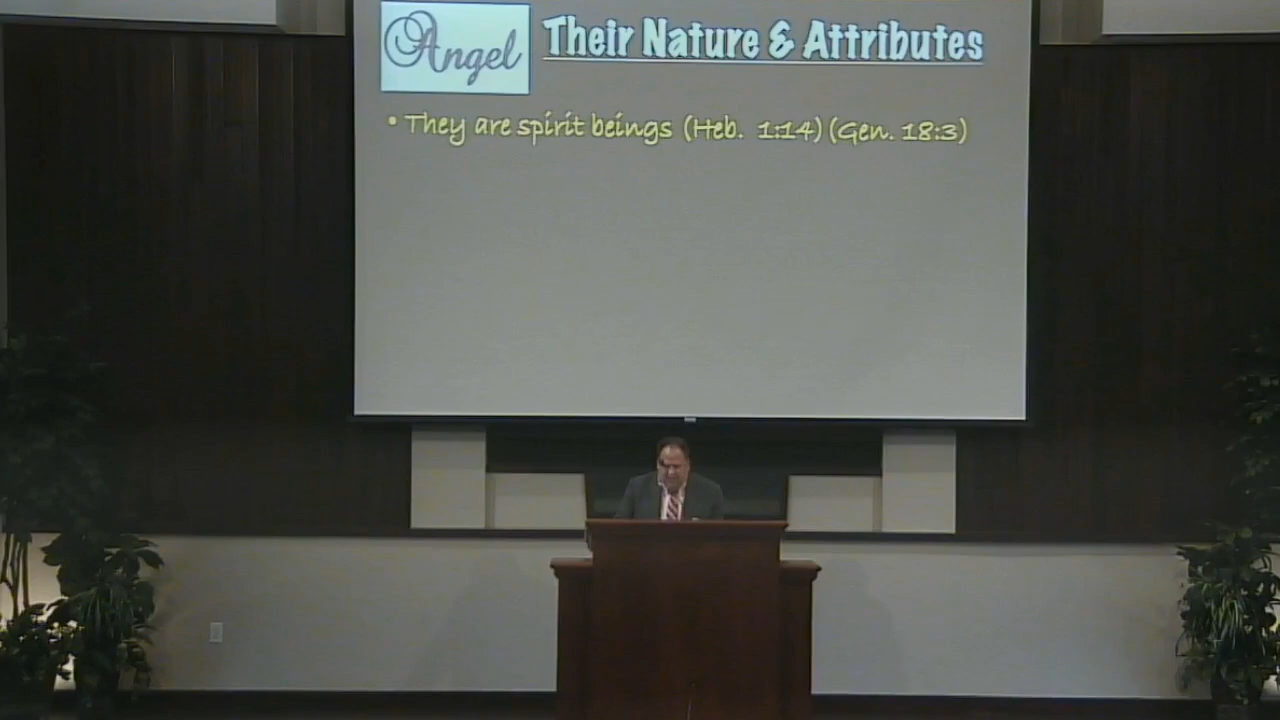 Angel
Their Nature & Attributes
• They are spirit beings (Heb. 1:14) (Gen. 18:3)